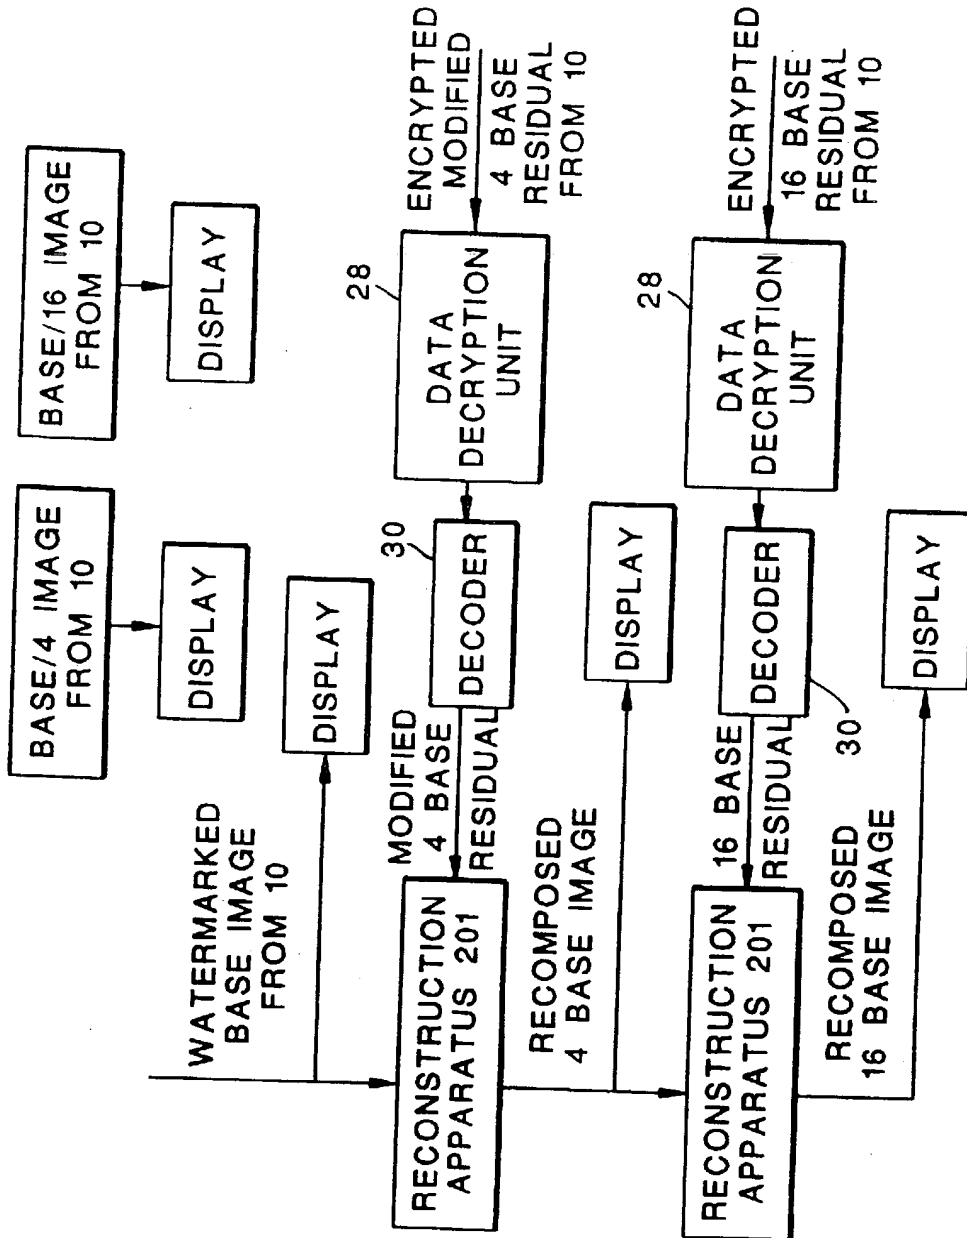 BASE/4 IMAGE
FROM 10
DISPLAY
BASE/16 IMAGE
FROM 10
DISPLAY
WATERMARKED
BASE IMAGE
FROM 10
DISPLAY
RECONSTRUCTION
APPARATUS 201
MODIFIED
4 BASE
RESIDUAL
DECODER
30
DATA
DECRYPTION
UNIT
28
ENCRYPTED
MODIFIED
4 BASE
RESIDUAL
FROM 10
RECOMPOSED
4 BASE IMAGE
DISPLAY
RECONSTRUCTION
APPARATUS 201
16 BASE
RESIDUAL
DECODER
30
DATA
DECRYPTION
UNIT
28
ENCRYPTED
16 BASE
RESIDUAL
FROM 10
RECOMPOSED
16 BASE IMAGE
DISPLAY